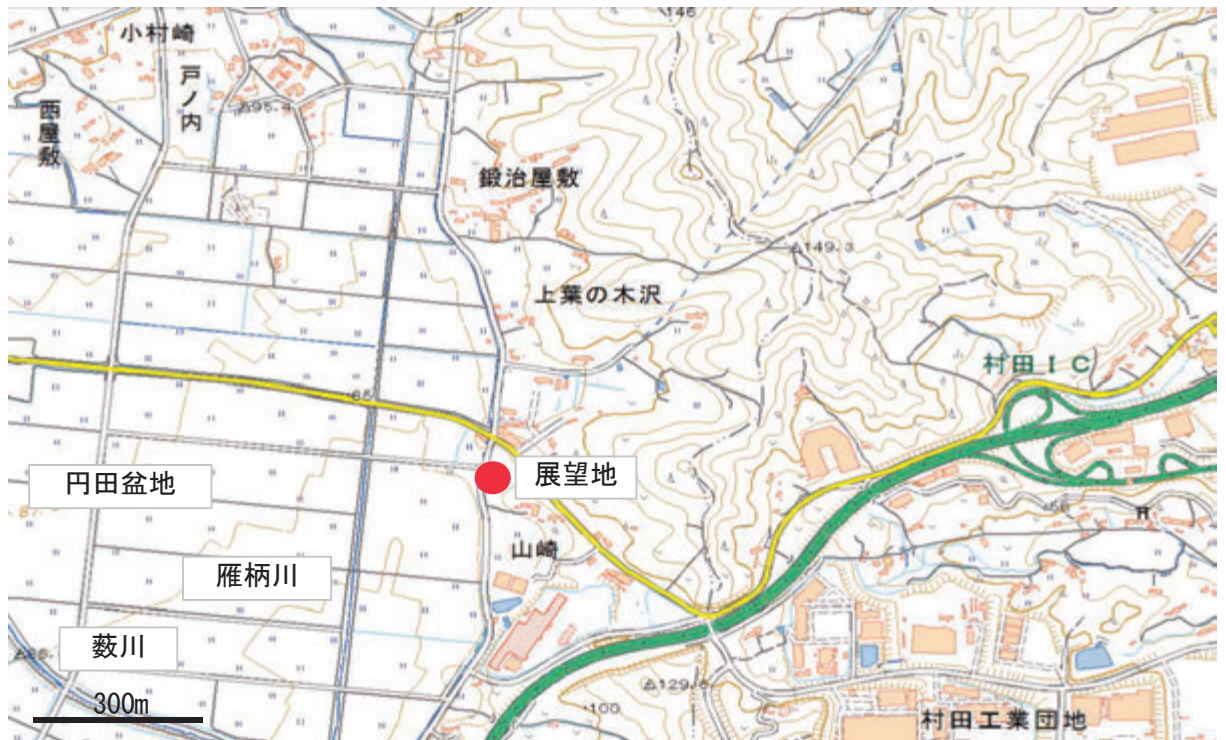 小村崎
戸ノ内
西屋敷
146
95.4
鍛治屋敷
149.3
上葉の木沢
村田IC
65
円田盆地
展望地
山崎
雁柄川
薮川
300m
129.
100
村田工業団地